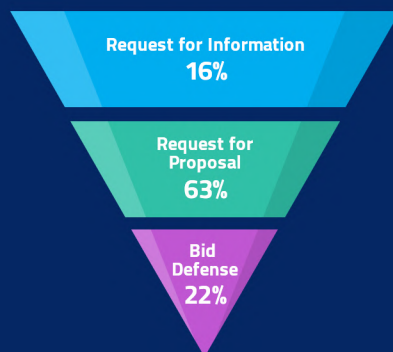 Request for Information
16%
Request for
Proposal
63%
Bid
Defense
22%